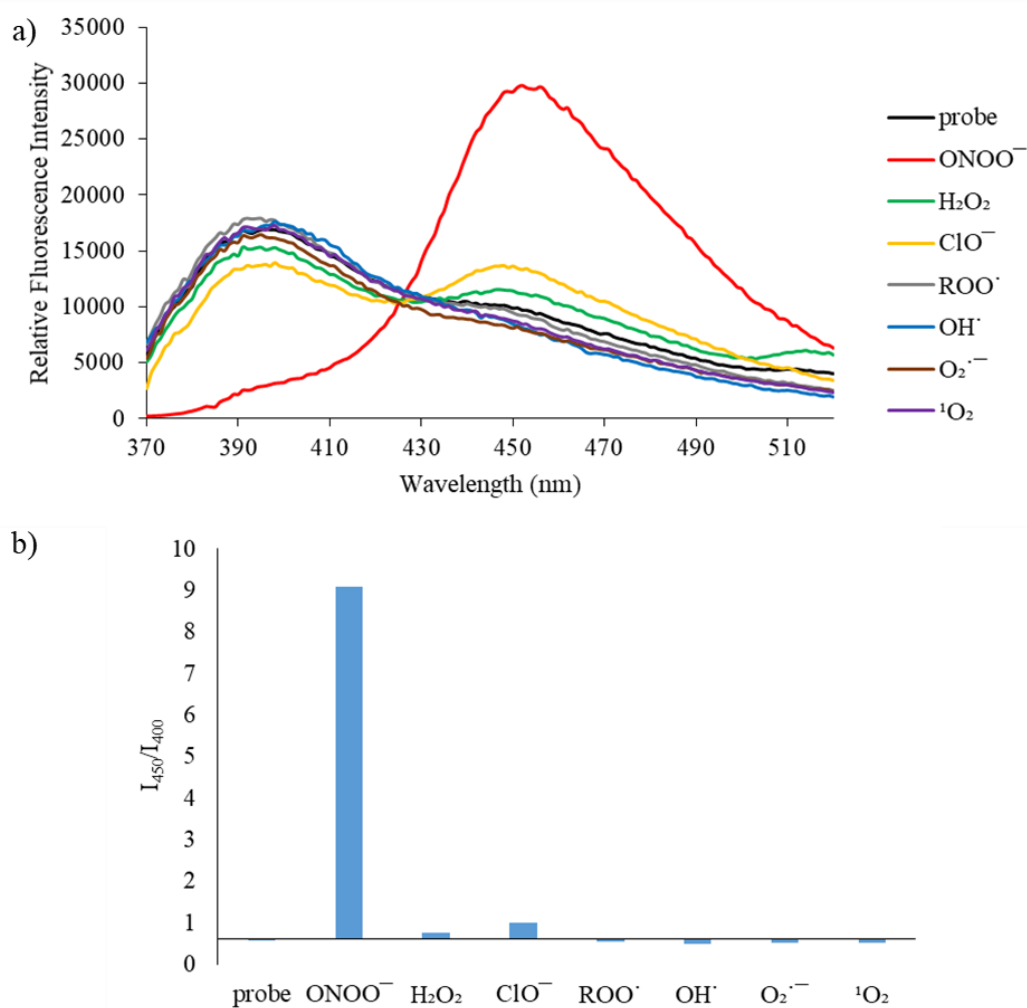 a)
Relative Fluorescence Intensity
35000
30000
25000
20000
15000
10000
5000
0
370 390 410 430 450 470 490 510
Wavelength (nm)
probe
ONOO⁻
H₂O₂
ClO⁻
ROO˙
OH˙
O₂˙⁻
¹O₂
b)
I₄₅₀/I₄₀₀
10
9
8
7
6
5
4
3
2
1
0
probe ONOO⁻ H₂O₂ ClO⁻ ROO˙ OH˙ O₂˙⁻ ¹O₂